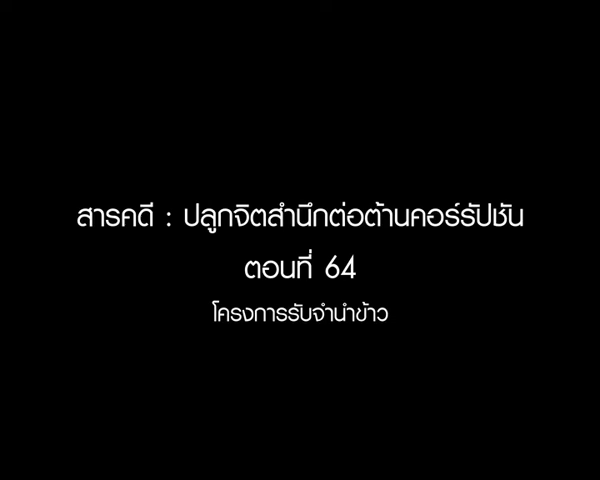 สารคดี : ปลูกจิตสำนึกต่อต้านคอร์รัปชัน
ตอนที่ 64
โครงการรับจำนำข้าว